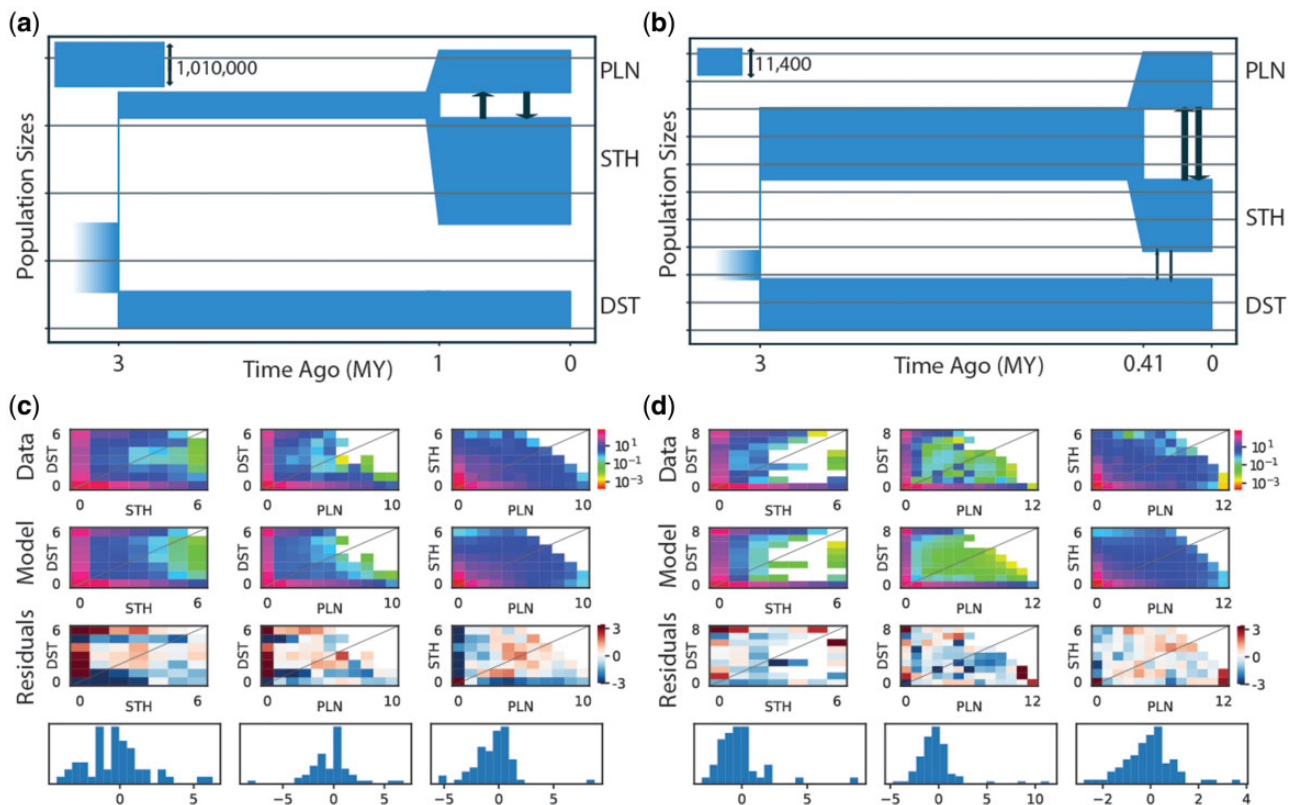 (a)
1,010,000
PLN
STH
DST
Population Sizes
3
1
0
Time Ago (MY)
(b)
11,400
PLN
STH
DST
Population Sizes
3
0.41
0
Time Ago (MY)
(c)
Data
DST
6
0
0
6
STH
DST
6
0
0
10
PLN
STH
6
0
0
10
PLN
10^1
10^-1
10^-3
Model
DST
6
0
0
6
STH
DST
6
0
0
10
PLN
STH
6
0
0
10
PLN
Residuals
DST
6
0
0
6
STH
DST
6
0
0
10
PLN
STH
6
0
0
10
PLN
3
0
-3
0 5
−5 0 5
−5 0 5
(d)
Data
DST
8
0
0
6
STH
DST
8
0
0
12
PLN
STH
6
0
0
12
PLN
10^1
10^-1
10^-3
Model
DST
8
0
0
6
STH
DST
8
0
0
12
PLN
STH
6
0
0
12
PLN
Residuals
DST
8
0
0
6
STH
DST
8
0
0
12
PLN
STH
6
0
0
12
PLN
3
0
-3
0 5
−5 0 5 10
−2 0 2 4